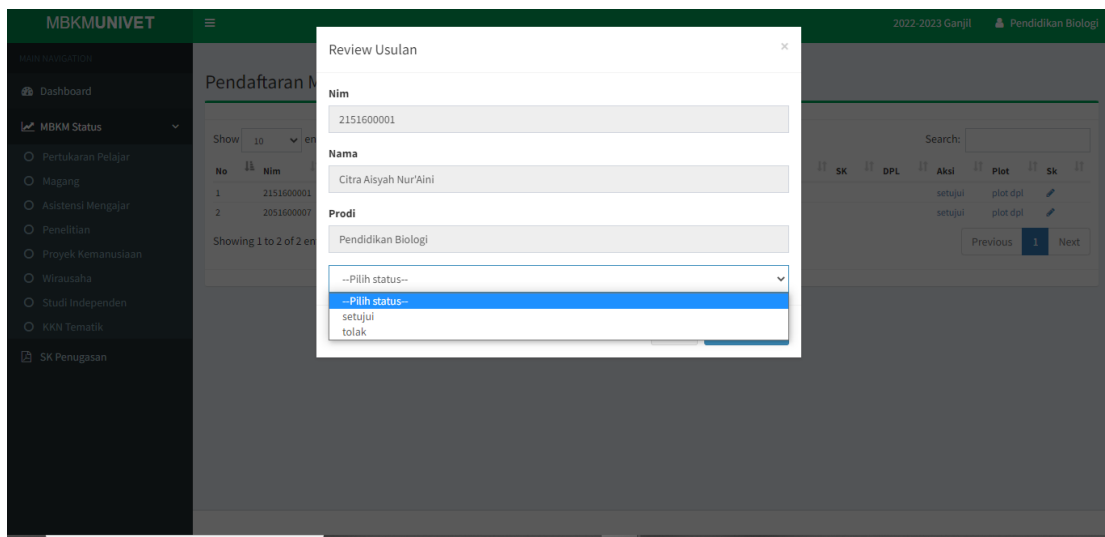 MBKMUNIVET
2022-2023 Ganjil
Pendidikan Biologi
MAIN NAVIGATION
Dashboard
MBKM Status
Pertukaran Pelajar
Magang
Asistensi Mengajar
Penelitian
Proyek Kemanusiaan
Wirausaha
Studi Independen
KKN Tematik
SK Penugasan
Pendaftaran M
Show 10 en
Search:
No Nim SK DPL Aksi Plot Sk
1 2151600001 setujui plot dpl
2 2051600007 setujui plot dpl
Showing 1 to 2 of 2 en
Previous 1 Next
Review Usulan ×
Nim
2151600001
Nama
Citra Aisyah Nur'Aini
Prodi
Pendidikan Biologi
--Pilih status--
--Pilih status--
setujui
tolak